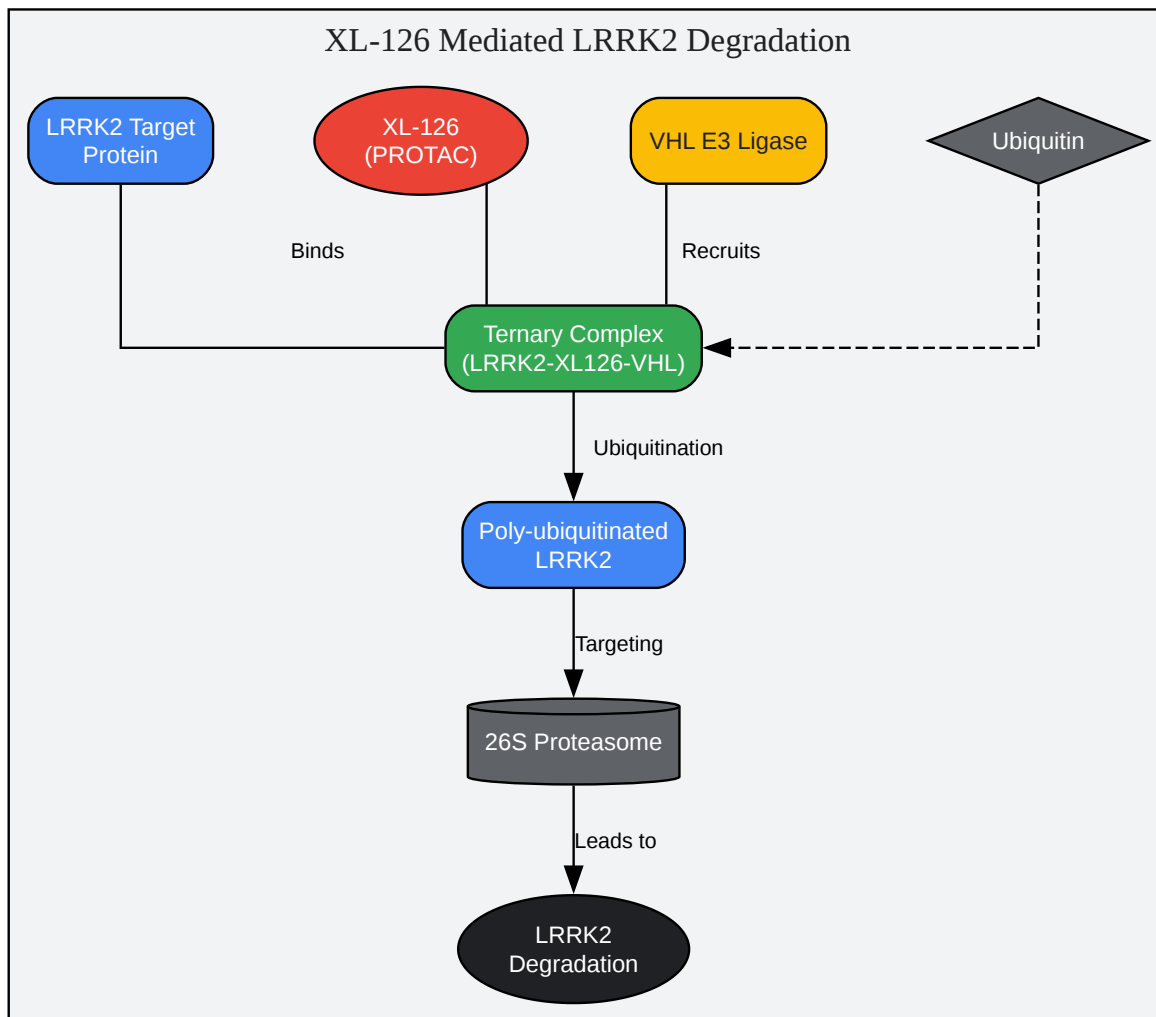 XL-126 Mediated LRRK2 Degradation
LRRK2 Target
Protein
XL-126
(PROTAC)
VHL E3 Ligase
Ubiquitin
Binds
Recruits
Ternary Complex
(LRRK2-XL126-VHL)
Ubiquitination
Poly-ubiquitinated
LRRK2
Targeting
26S Proteasome
Leads to
LRRK2
Degradation